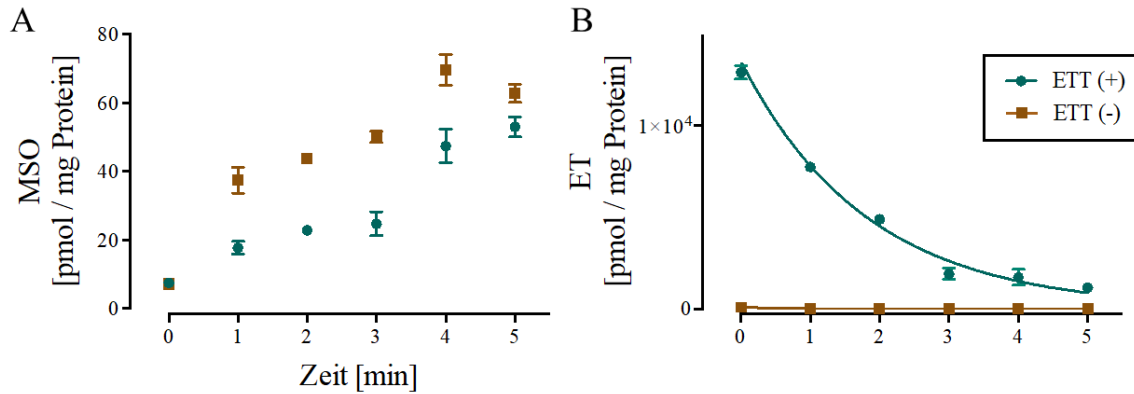 A
MSO
[pmol / mg Protein]
80
60
40
20
0
0 1 2 3 4 5
Zeit [min]
B
ET
[pmol / mg Protein]
1×10⁴
0
0 1 2 3 4 5
ETT (+)
ETT (-)